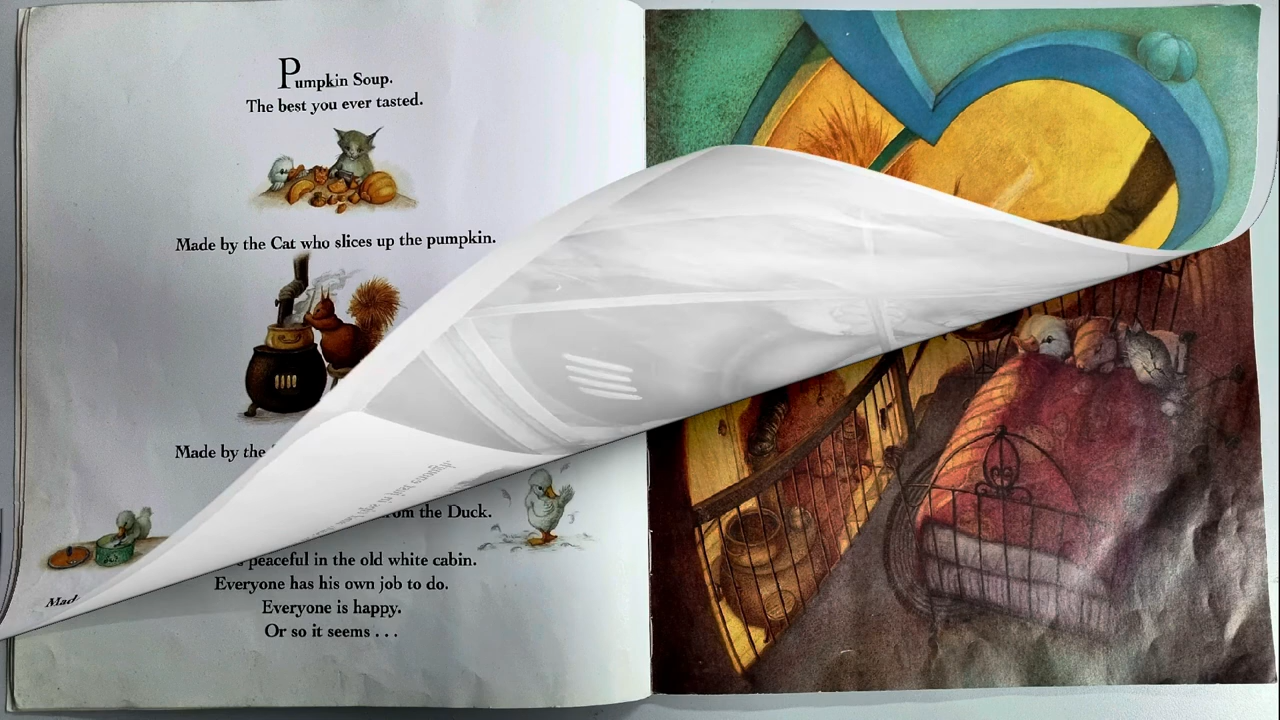 Pumpkin Soup.
The best you ever tasted.
Made by the Cat who slices up the pumpkin.
Made by the
from the Duck.
peaceful in the old white cabin.
Everyone has his own job to do.
Everyone is happy.
Or so it seems . . .